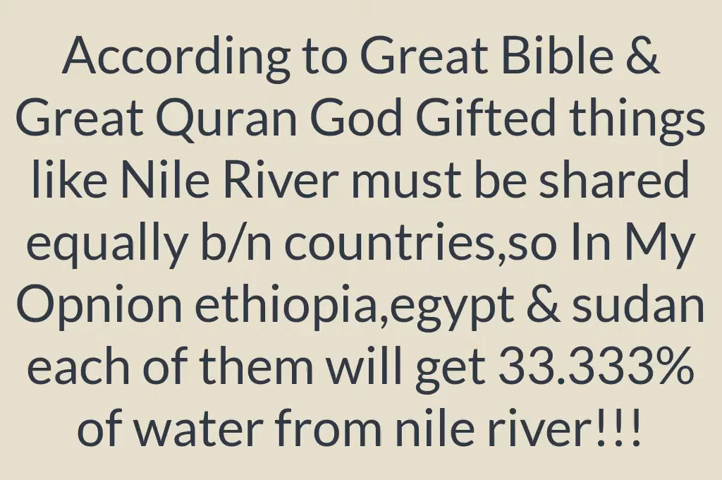 According to Great Bible &
Great Quran God Gifted things
like Nile River must be shared
equally b/n countries,so In My
Opnion ethiopia,egypt & sudan
each of them will get 33.333%
of water from nile river!!!